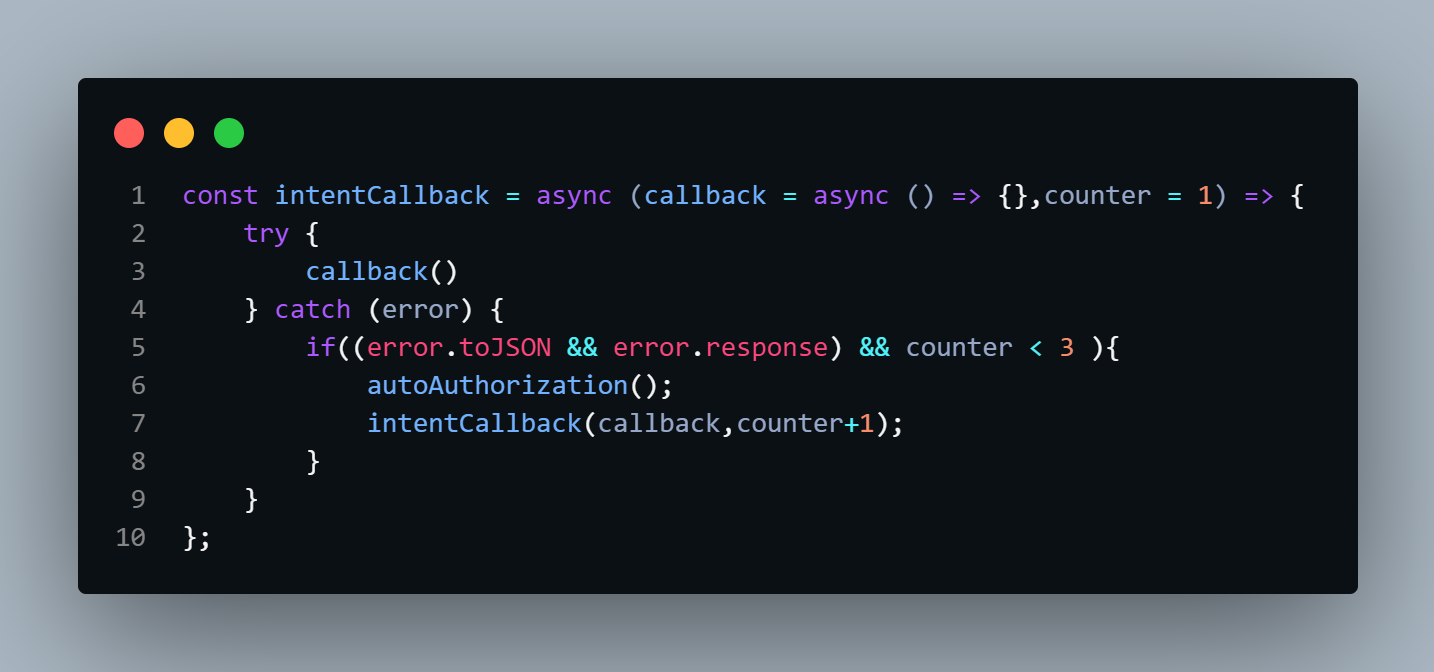 1 const intentCallback = async (callback = async () => {},counter = 1) => {
2     try {
3         callback()
4     } catch (error) {
5         if((error.toJSON && error.response) && counter < 3 ){
6             autoAuthorization();
7             intentCallback(callback,counter+1);
8         }
9     }
10 };